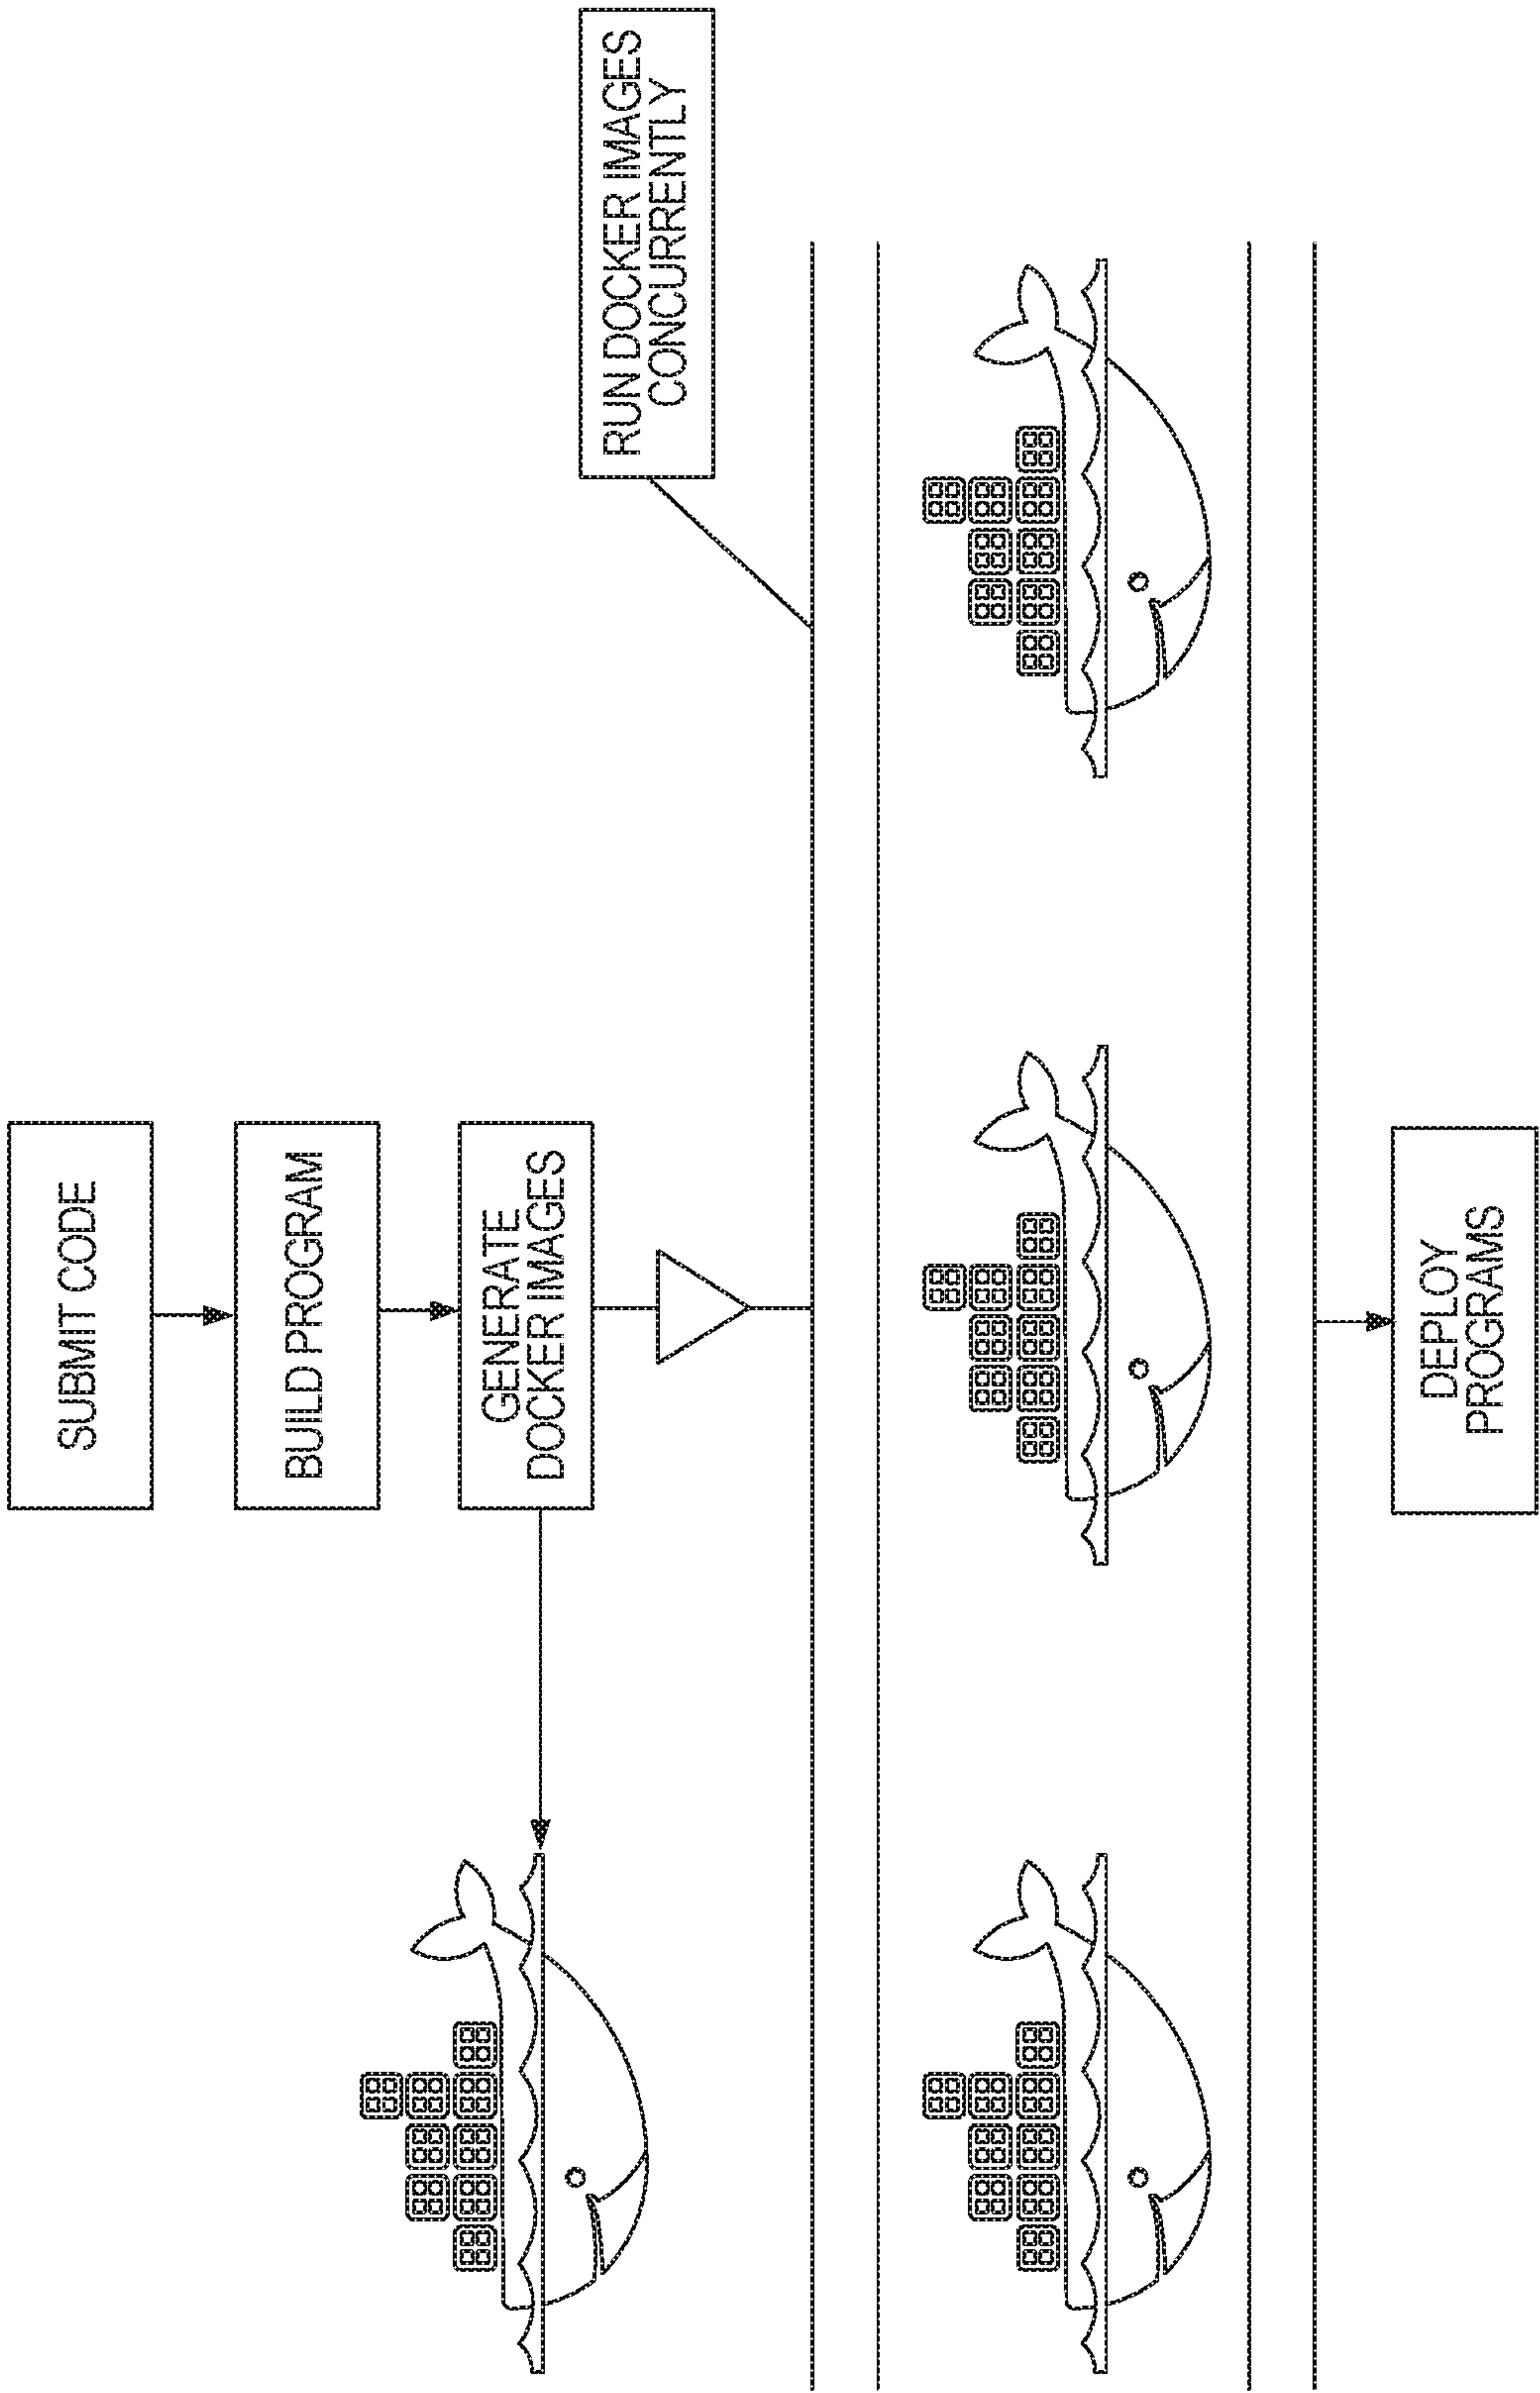 SUBMIT CODE
BUILD PROGRAM
GENERATE
DOCKER IMAGES
RUN DOCKER IMAGES
CONCURRENTLY
DEPLOY
PROGRAMS